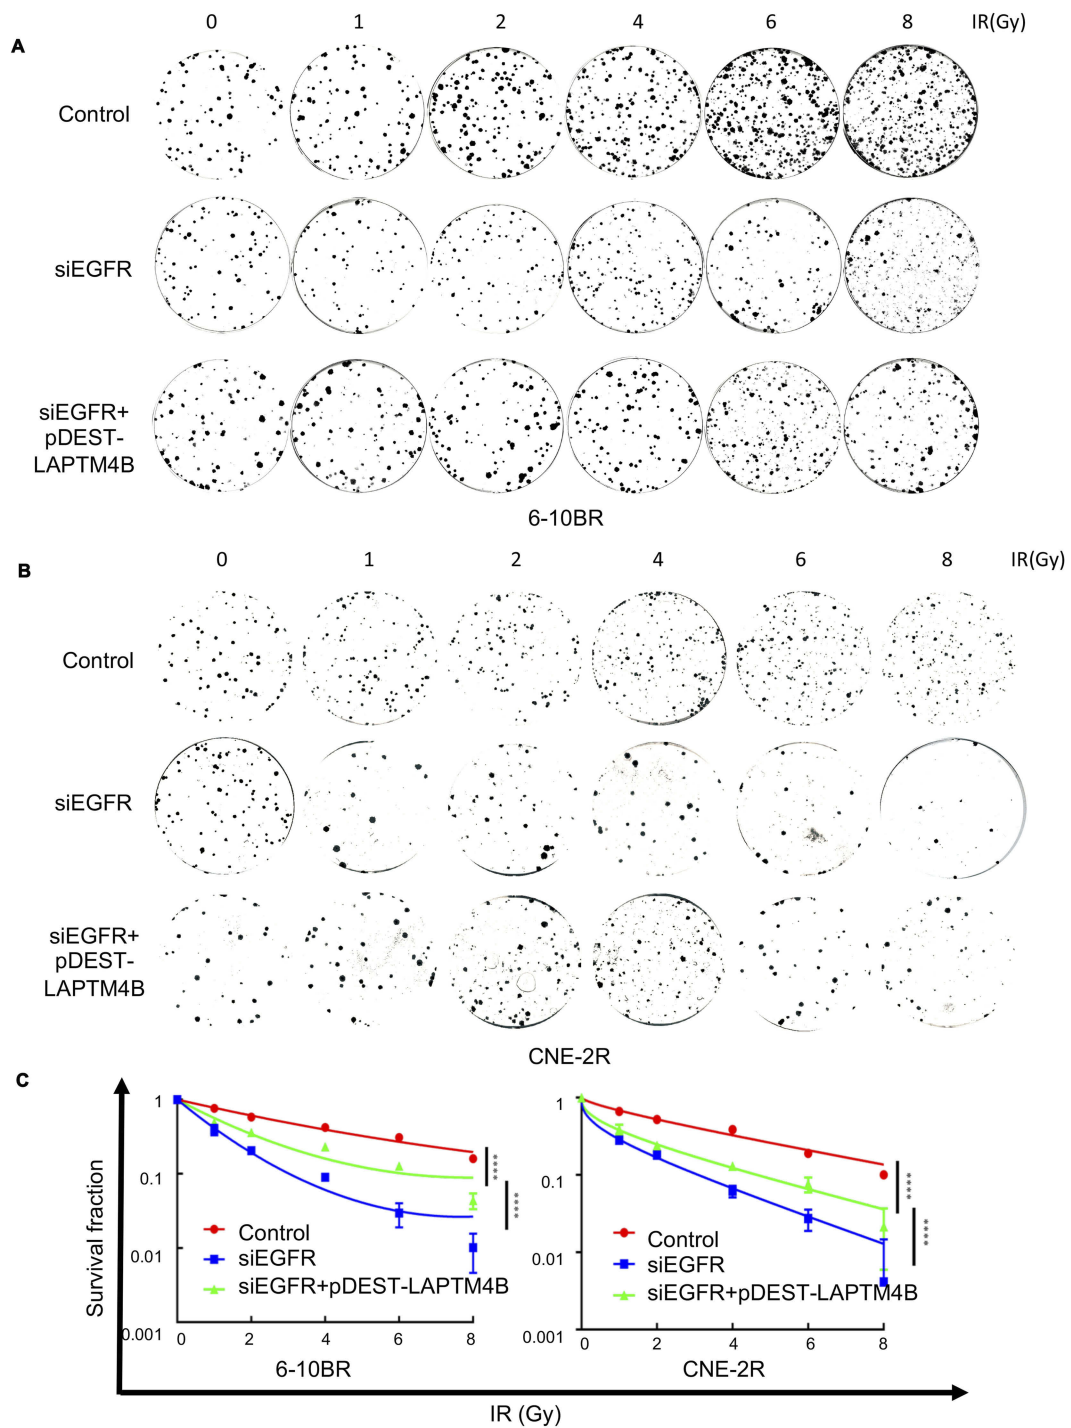 0 1 2 4 6 8 IR(Gy)
A
Control
siEGFR
siEGFR+
pDEST-
LAPTM4B
6-10BR
0 1 2 4 6 8 IR(Gy)
B
Control
siEGFR
siEGFR+
pDEST-
LAPTM4B
CNE-2R
C
Survival fraction
1
0.1
0.01
0.001
0 2 4 6 8
Control
siEGFR
siEGFR+pDEST-LAPTM4B
****
****
6-10BR
1
0.1
0.01
0.001
0 2 4 6 8
Control
siEGFR
siEGFR+pDEST-LAPTM4B
****
****
CNE-2R
IR (Gy)